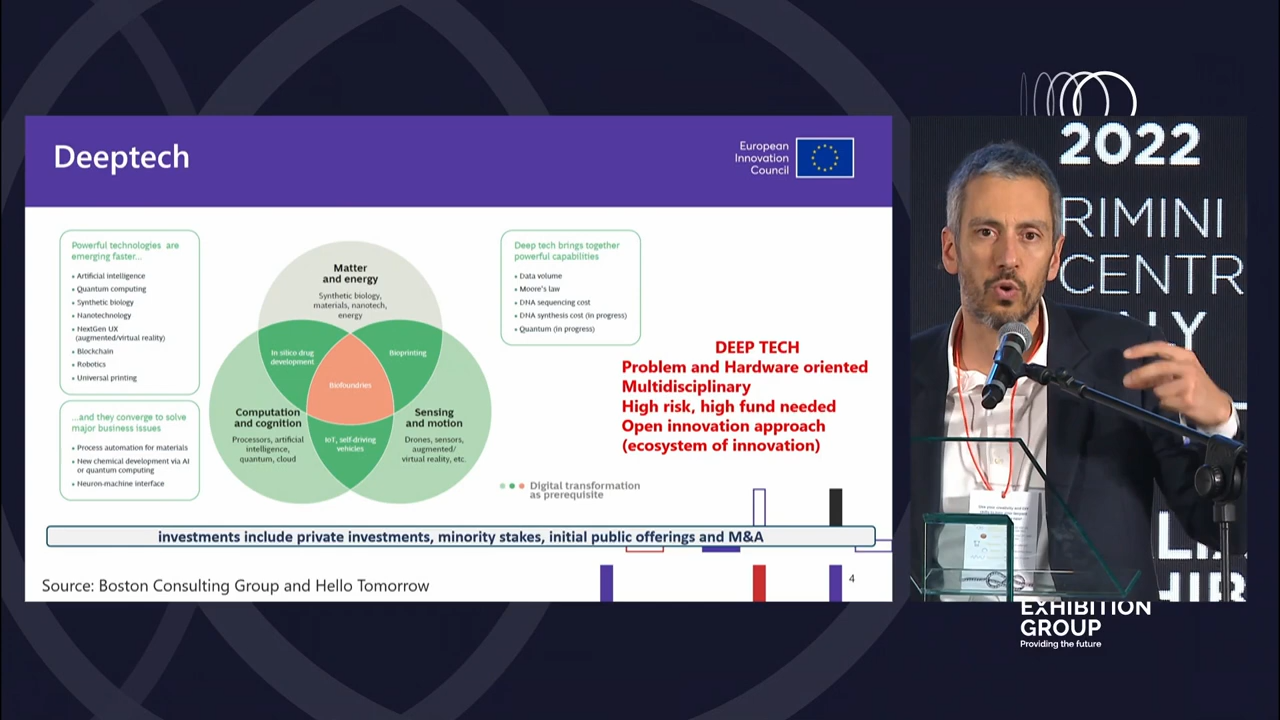 Deeptech
European
Innovation
Council
Powerful technologies are
emerging faster...
• Artificial intelligence
• Quantum computing
• Synthetic biology
• Nanotechnology
• NextGen UX
(augmented/virtual reality)
• Blockchain
• Robotics
• Universal printing
...and they converge to solve
major business issues
• Process automation for materials
• New chemical development via AI
or quantum computing
• Neuron-machine interface
Matter
and energy
Synthetic biology,
materials, nanotech,
energy
In silico drug
development
Bioprinting
Biofoundries
Computation
and cognition
Processors, artificial
intelligence,
quantum, cloud
IoT, self-driving
vehicles
Sensing
and motion
Drones, sensors,
augmented/
virtual reality, etc.
Deep tech brings together
powerful capabilities
• Data volume
• Moore's law
• DNA sequencing cost
• DNA synthesis cost (in progress)
• Quantum (in progress)
DEEP TECH
Problem and Hardware oriented
Multidisciplinary
High risk, high fund needed
Open innovation approach
(ecosystem of innovation)
Digital transformation
as prerequisite
investments include private investments, minority stakes, initial public offerings and M&A
Source: Boston Consulting Group and Hello Tomorrow
4
2022
RIMINI
CENTR
LY
EXHIBITION
GROUP
Providing the future